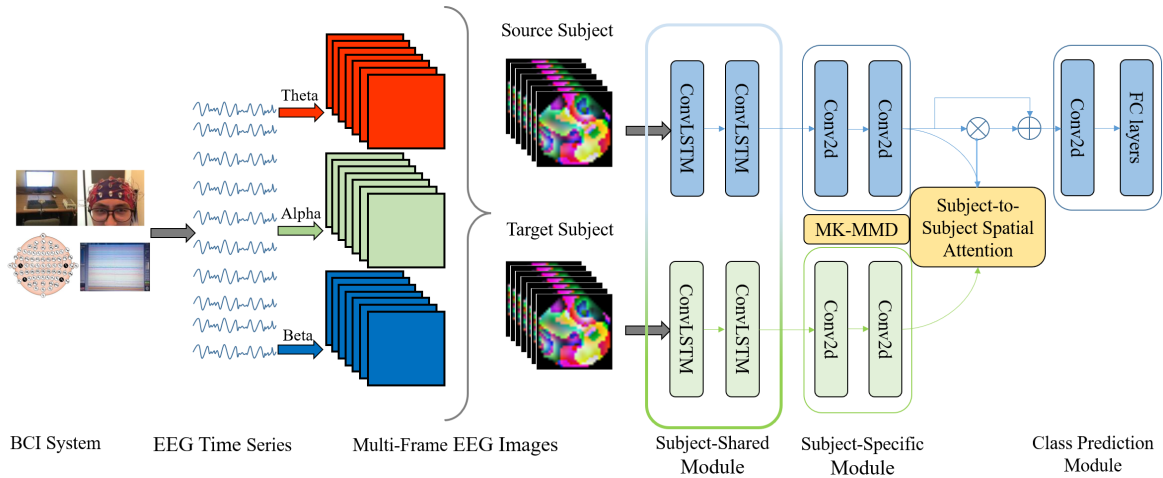 Source Subject
Theta
Alpha
Beta
Target Subject
ConvLSTM
ConvLSTM
Conv2d
Conv2d
Conv2d
FC layers
MK-MMD
Subject-to-
Subject Spatial
Attention
ConvLSTM
ConvLSTM
Conv2d
Conv2d
BCI System
EEG Time Series
Multi-Frame EEG Images
Subject-Shared
Module
Subject-Specific
Module
Class Prediction
Module